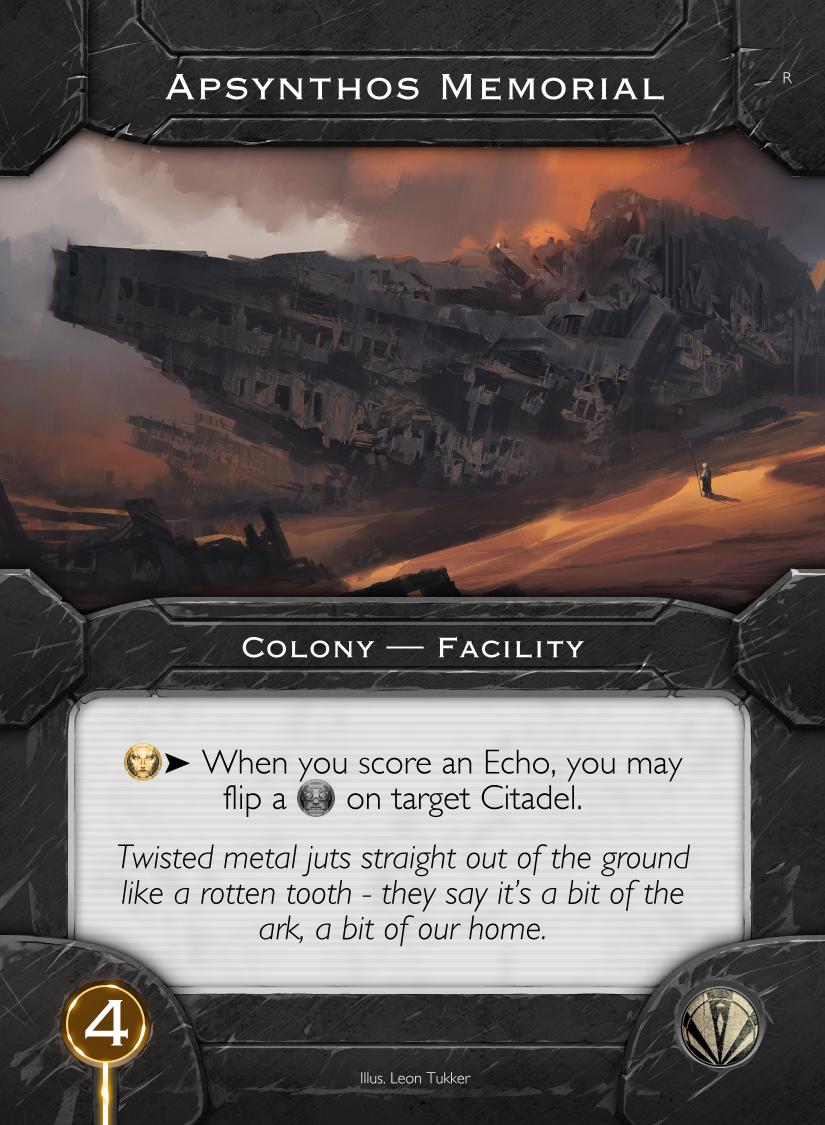 Apsynthos Memorial
R
Colony — Facility
➤ When you score an Echo, you may
flip a on target Citadel.
Twisted metal juts straight out of the ground
like a rotten tooth - they say it's a bit of the
ark, a bit of our home.
4
Illus. Leon Tukker